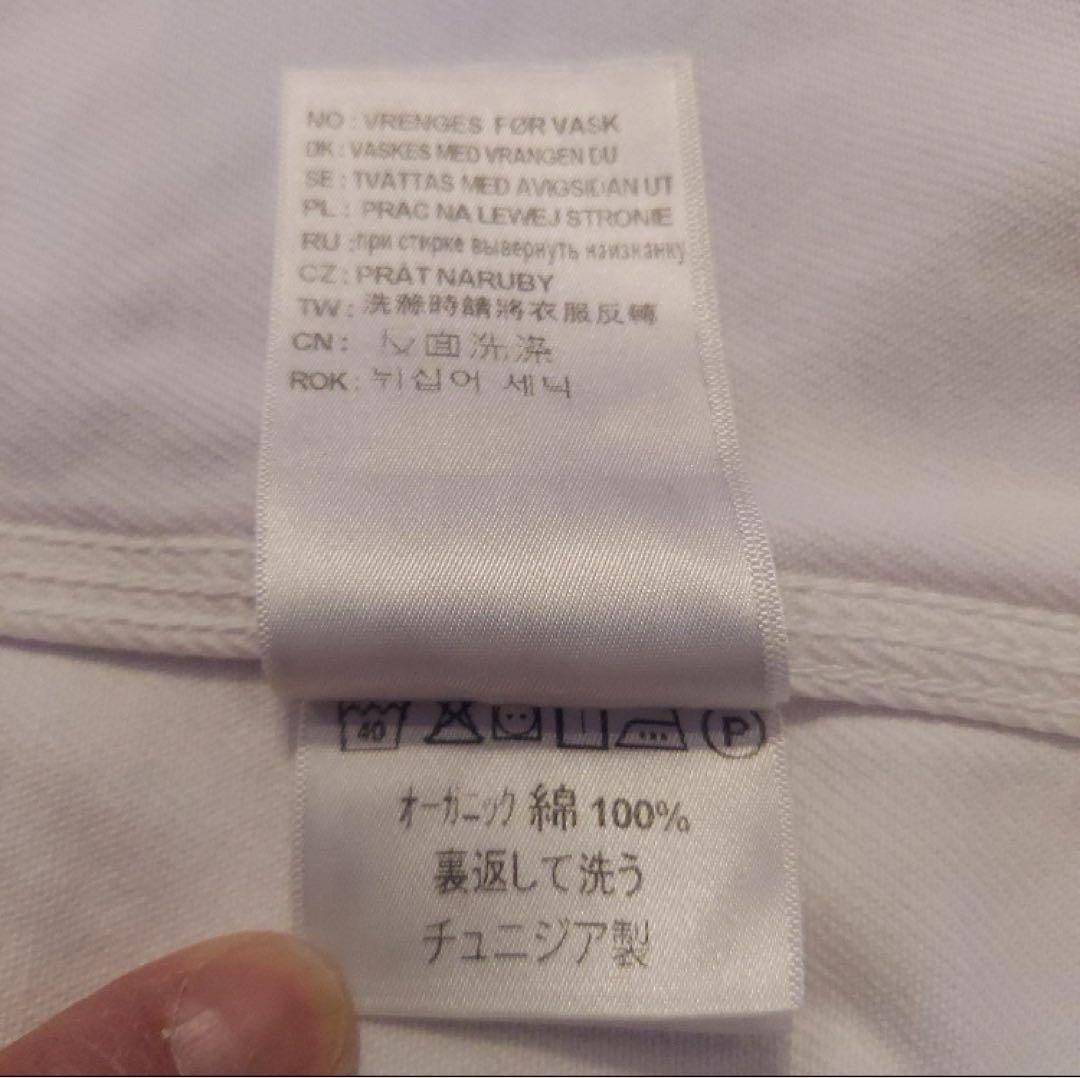 NO : VRENGES FØR VASK
DK : VASKES MED VRANGEN DU
SE : TVATTAS MED AVIGSIDAN UT
PL : PRAC NA LEWEJ STRONIE
RU :при стирке вывернуть наизнанку
CZ : PRÁT NARUBY
TW : 洗滌時請將衣服反轉
CN : 反面洗滌
ROK : 뒤십어 세탁
40
P
オーガニック 綿 100%
裏返して洗う
チュニジア製